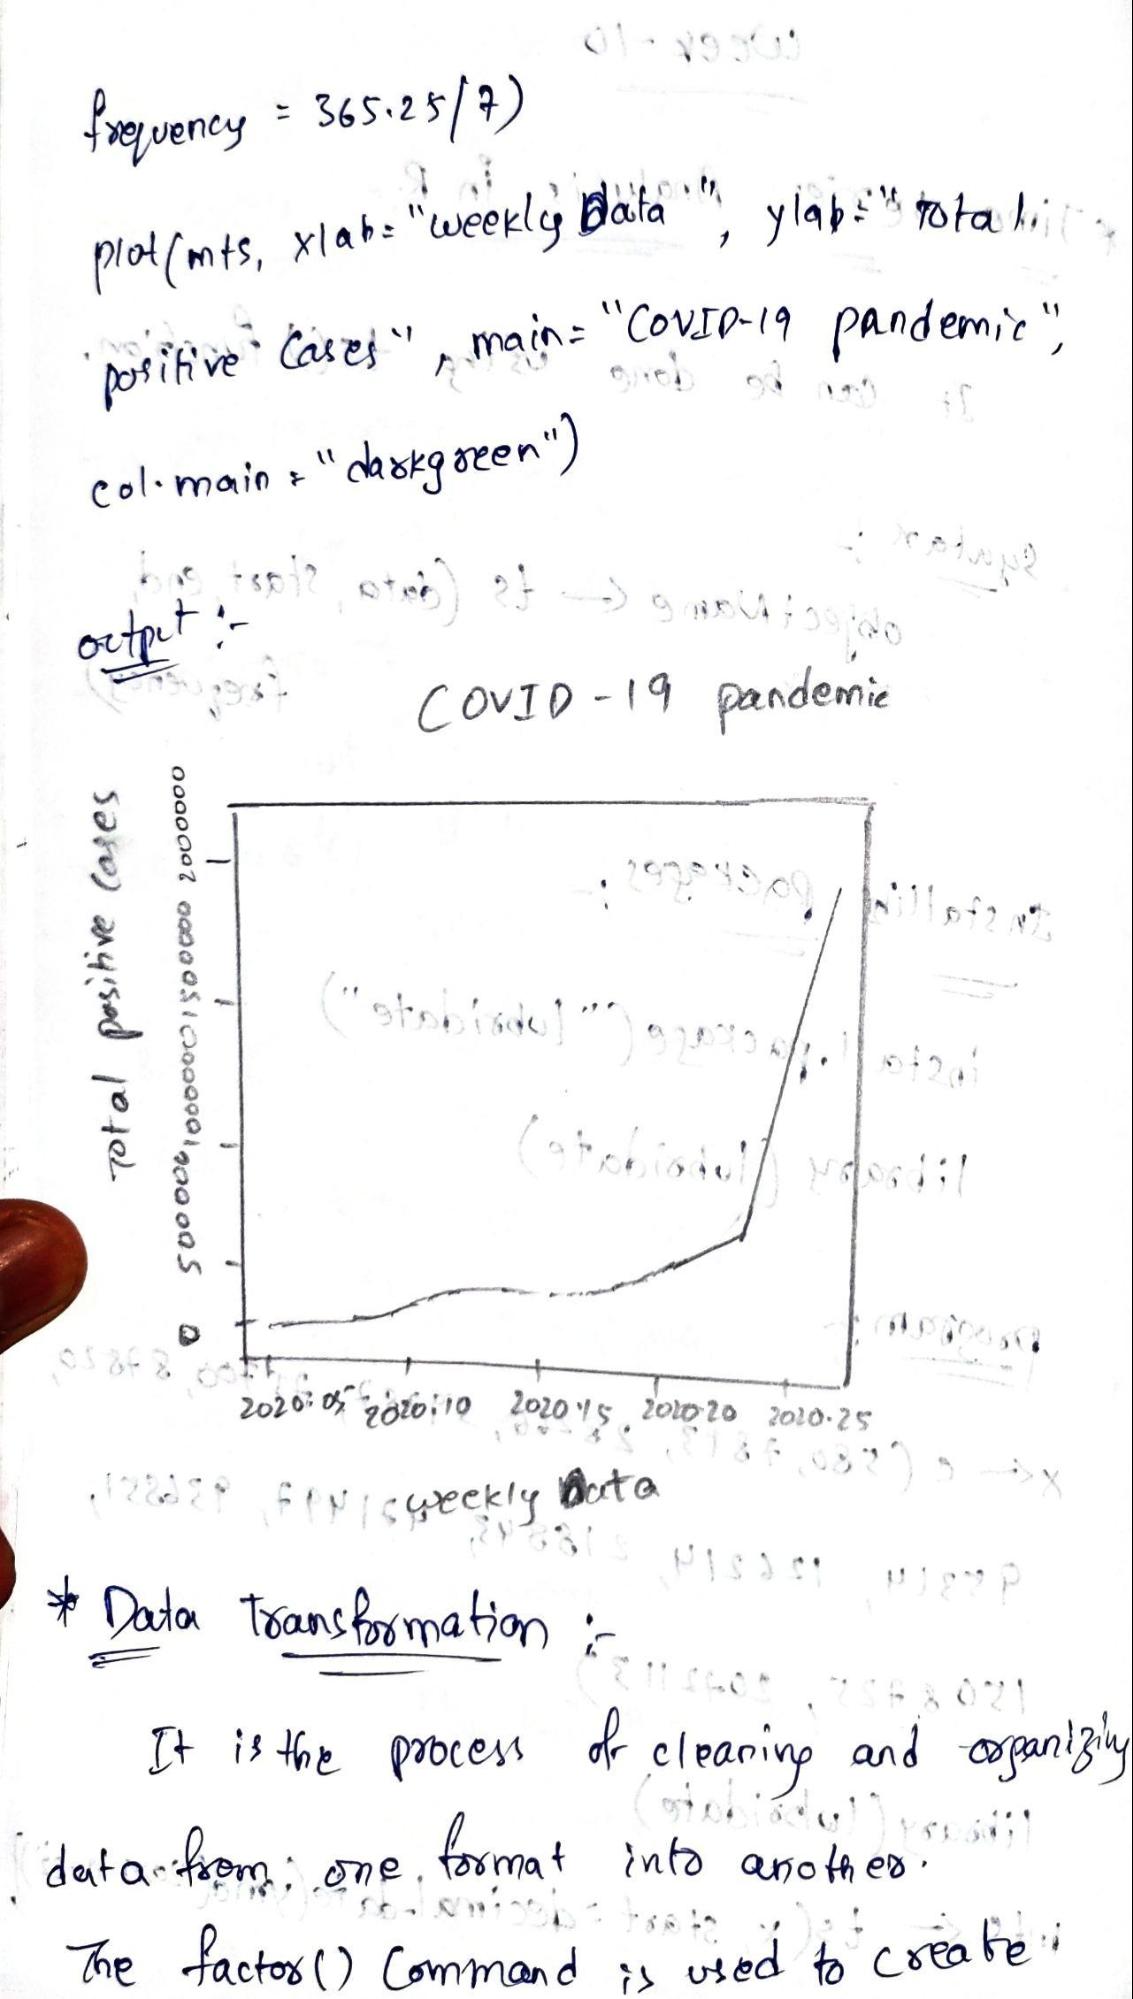 frequency = 365.25/7)
plot(mts, xlab="weekly Data", ylab="Total
positive cases", main="COVID-19 pandemic",
col.main="darkgreen")
output :-
COVID-19 pandemic
Total positive cases
0 500000 1000000 1500000 2000000
2020.05 2020.10 2020.15 2020.20 2020.25
weekly Data
* Data Transformation :-
It is the process of cleaning and organizing
data from one format into another.
The factor() Command is used to create